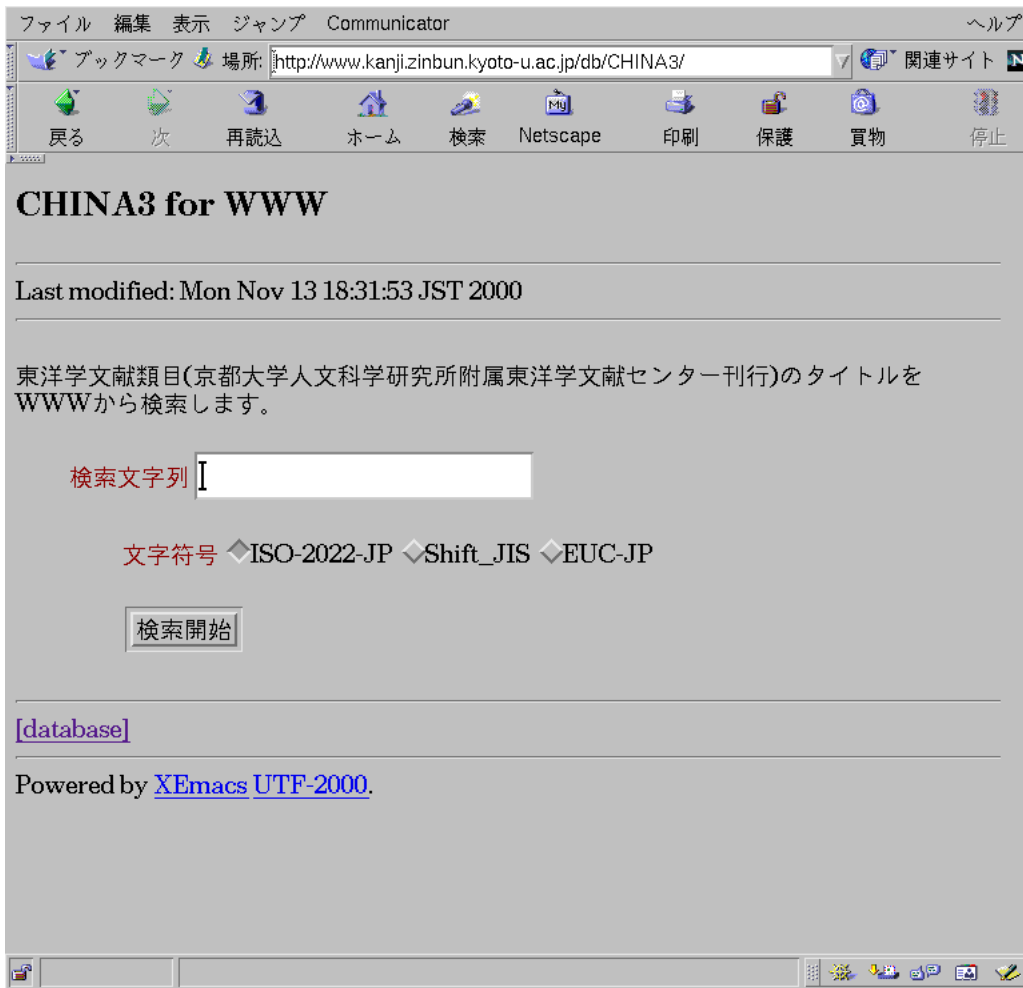 ファイル 編集 表示 ジャンプ Communicator ヘルプ
ブックマーク 場所: http://www.kanji.zinbun.kyoto-u.ac.jp/db/CHINA3/ 関連サイト N
My
戻る 次 再読込 ホーム 検索 Netscape 印刷 保護 買物 停止
CHINA3 for WWW
Last modified: Mon Nov 13 18:31:53 JST 2000
東洋学文献類目(京都大学人文科学研究所附属東洋学文献センター刊行)のタイトルを
WWWから検索します。
検索文字列
文字符号 ISO-2022-JP Shift_JIS EUC-JP
検索開始
[database]
Powered by XEmacs UTF-2000.